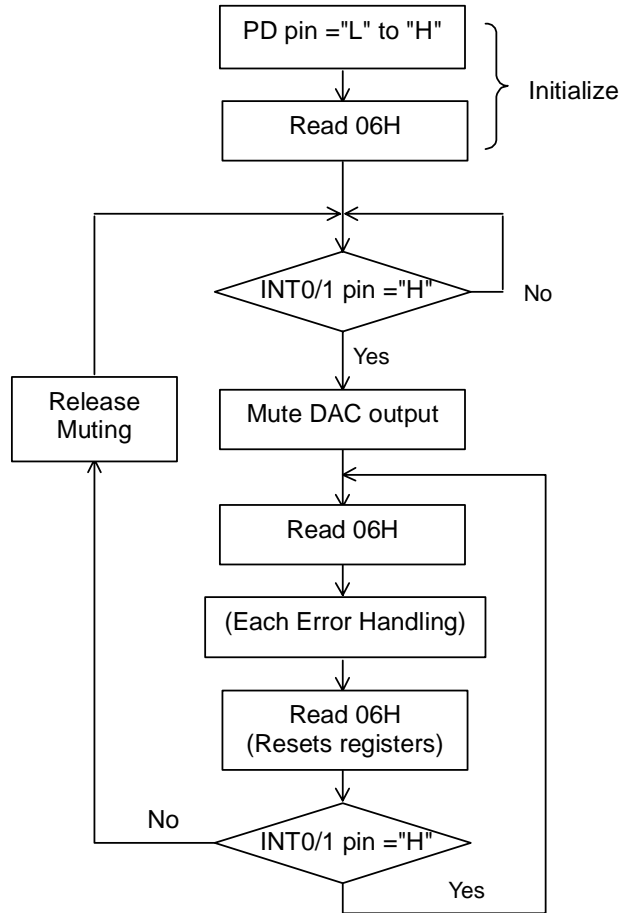 PD pin ="L" to "H"
Initialize
Read 06H
INT0/1 pin ="H"
No
Yes
Release
Muting
Mute DAC output
Read 06H
(Each Error Handling)
Read 06H
(Resets registers)
No
INT0/1 pin ="H"
Yes